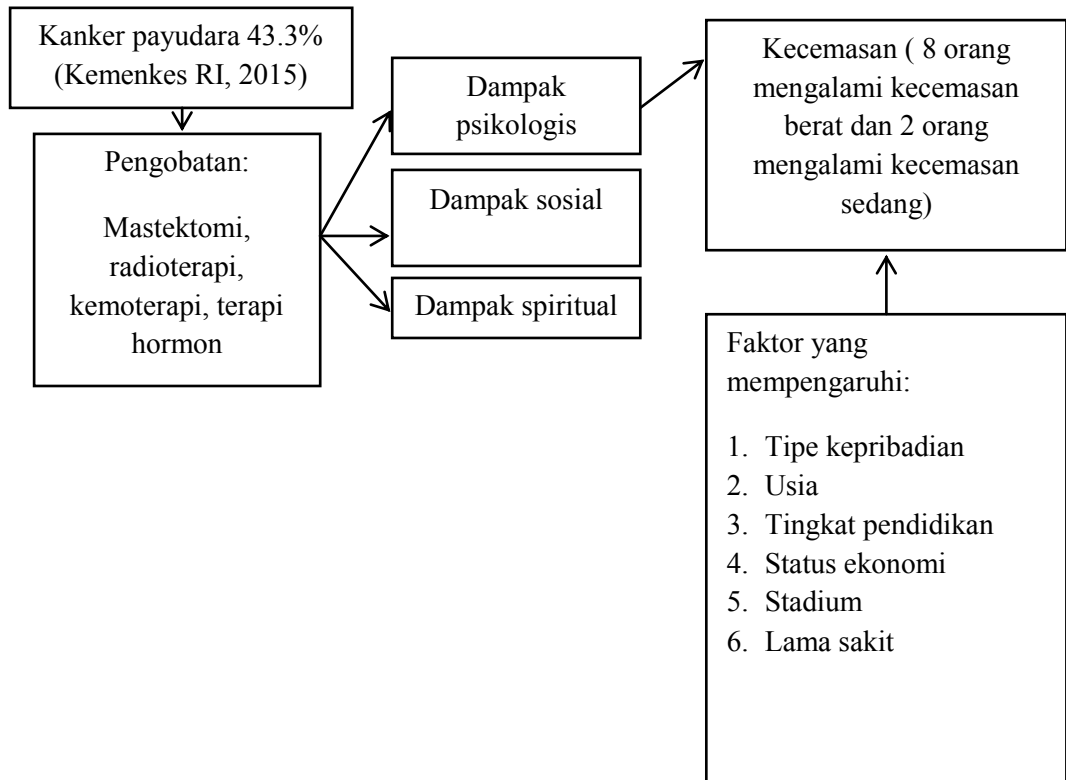 Kanker payudara 43.3%
(Kemenkes RI, 2015)
Pengobatan:
Mastektomi,
radioterapi,
kemoterapi, terapi
hormon
Dampak
psikologis
Dampak sosial
Dampak spiritual
Kecemasan ( 8 orang
mengalami kecemasan
berat dan 2 orang
mengalami kecemasan
sedang)
Faktor yang
mempengaruhi:
1. Tipe kepribadian
2. Usia
3. Tingkat pendidikan
4. Status ekonomi
5. Stadium
6. Lama sakit